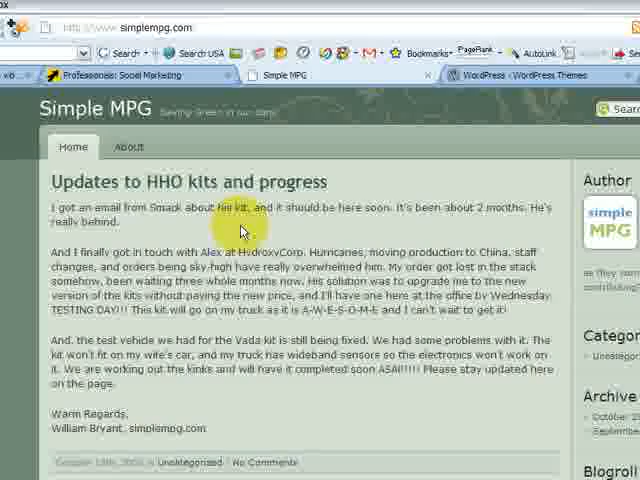 http://www.simplempg.com
Search
Search USA
Bookmarks
PageRank
AutoLink
Professionals: Social Marketing
Simple MPG
WordPress › WordPress Themes
Simple MPG
Saving Green in our cars!
Sear
Home
About
Updates to HHO kits and progress
Author
I got an email from Smack about his kit, and it should be here soon. It's been about 2 months. He's
really behind.
simple
MPG
And I finally got in touch with Alex at HydroxyCorp. Hurricanes, moving production to China, staff
changes, and orders being sky high have really overwhelmed him. My order got lost in the stack
somehow, been waiting three whole months now. His solution was to upgrade me to the new
version of the kits without paying the new price, and I'll have one here at the office by Wednesday
TESTING DAY!!! This kit will go on my truck as it is A-W-E-S-O-M-E and I can't wait to get it!
as they
contributing
And, the test vehicle we had for the Vada kit is still being fixed. We had some problems with it. The
kit won't fit on my wife's car, and my truck has wideband sensors so the electronics won't work on
it. We are working out the kinks and will have it completed soon ASAI!!!!! Please stay updated here
on the page.
Categor
Uncategor
Archive
October 2
September
Warm Regards,
William Bryant, simplempg.com
Uncategorized | No Comments
Blogroll